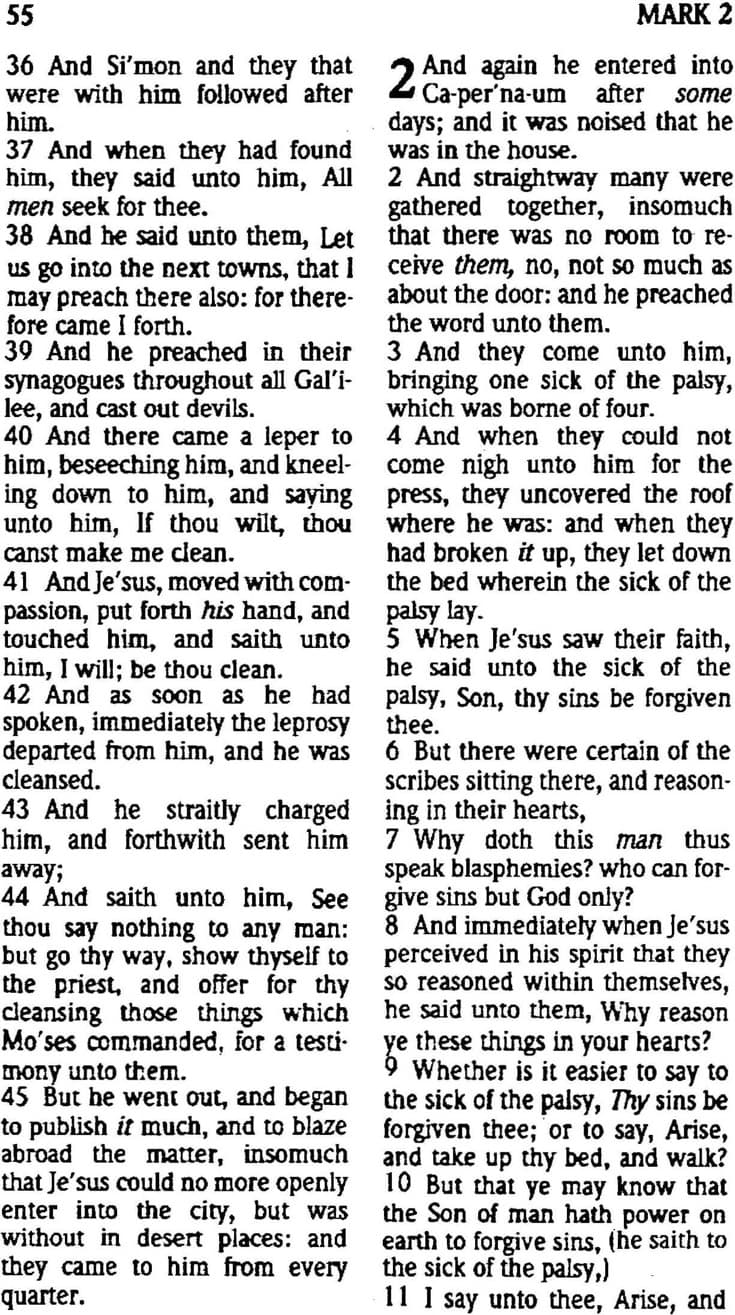 55
MARK 2
36 And Si'mon and they that
were with him followed after
him.
37 And when they had found
him, they said unto him, All
men seek for thee.
38 And he said unto them, Let
us go into the next towns, that I
may preach there also: for there-
fore came I forth.
39 And he preached in their
synagogues throughout all Gal'i-
lee, and cast out devils.
40 And there came a leper to
him, beseeching him, and kneel-
ing down to him, and saying
unto him, If thou wilt, thou
canst make me clean.
41 And Je'sus, moved with com-
passion, put forth his hand, and
touched him, and saith unto
him, I will; be thou clean.
42 And as soon as he had
spoken, immediately the leprosy
departed from him, and he was
cleansed.
43 And he straitly charged
him, and forthwith sent him
away;
44 And saith unto him, See
thou say nothing to any man:
but go thy way, show thyself to
the priest, and offer for thy
cleansing those things which
Mo'ses commanded, for a testi-
mony unto them.
45 But he went out, and began
to publish it much, and to blaze
abroad the matter, insomuch
that Je'sus could no more openly
enter into the city, but was
without in desert places: and
they came to him from every
quarter.
2 And again he entered into
Ca-per'na-um after some
days; and it was noised that he
was in the house.
2 And straightway many were
gathered together, insomuch
that there was no room to re-
ceive them, no, not so much as
about the door: and he preached
the word unto them.
3 And they come unto him,
bringing one sick of the palsy,
which was borne of four.
4 And when they could not
come nigh unto him for the
press, they uncovered the roof
where he was: and when they
had broken it up, they let down
the bed wherein the sick of the
palsy lay.
5 When Je'sus saw their faith,
he said unto the sick of the
palsy, Son, thy sins be forgiven
thee.
6 But there were certain of the
scribes sitting there, and reason-
ing in their hearts,
7 Why doth this man thus
speak blasphemies? who can for-
give sins but God only?
8 And immediately when Je'sus
perceived in his spirit that they
so reasoned within themselves,
he said unto them, Why reason
ye these things in your hearts?
9 Whether is it easier to say to
the sick of the palsy, Thy sins be
forgiven thee; or to say, Arise,
and take up thy bed, and walk?
10 But that ye may know that
the Son of man hath power on
earth to forgive sins, (he saith to
the sick of the palsy,)
11 I say unto thee, Arise, and